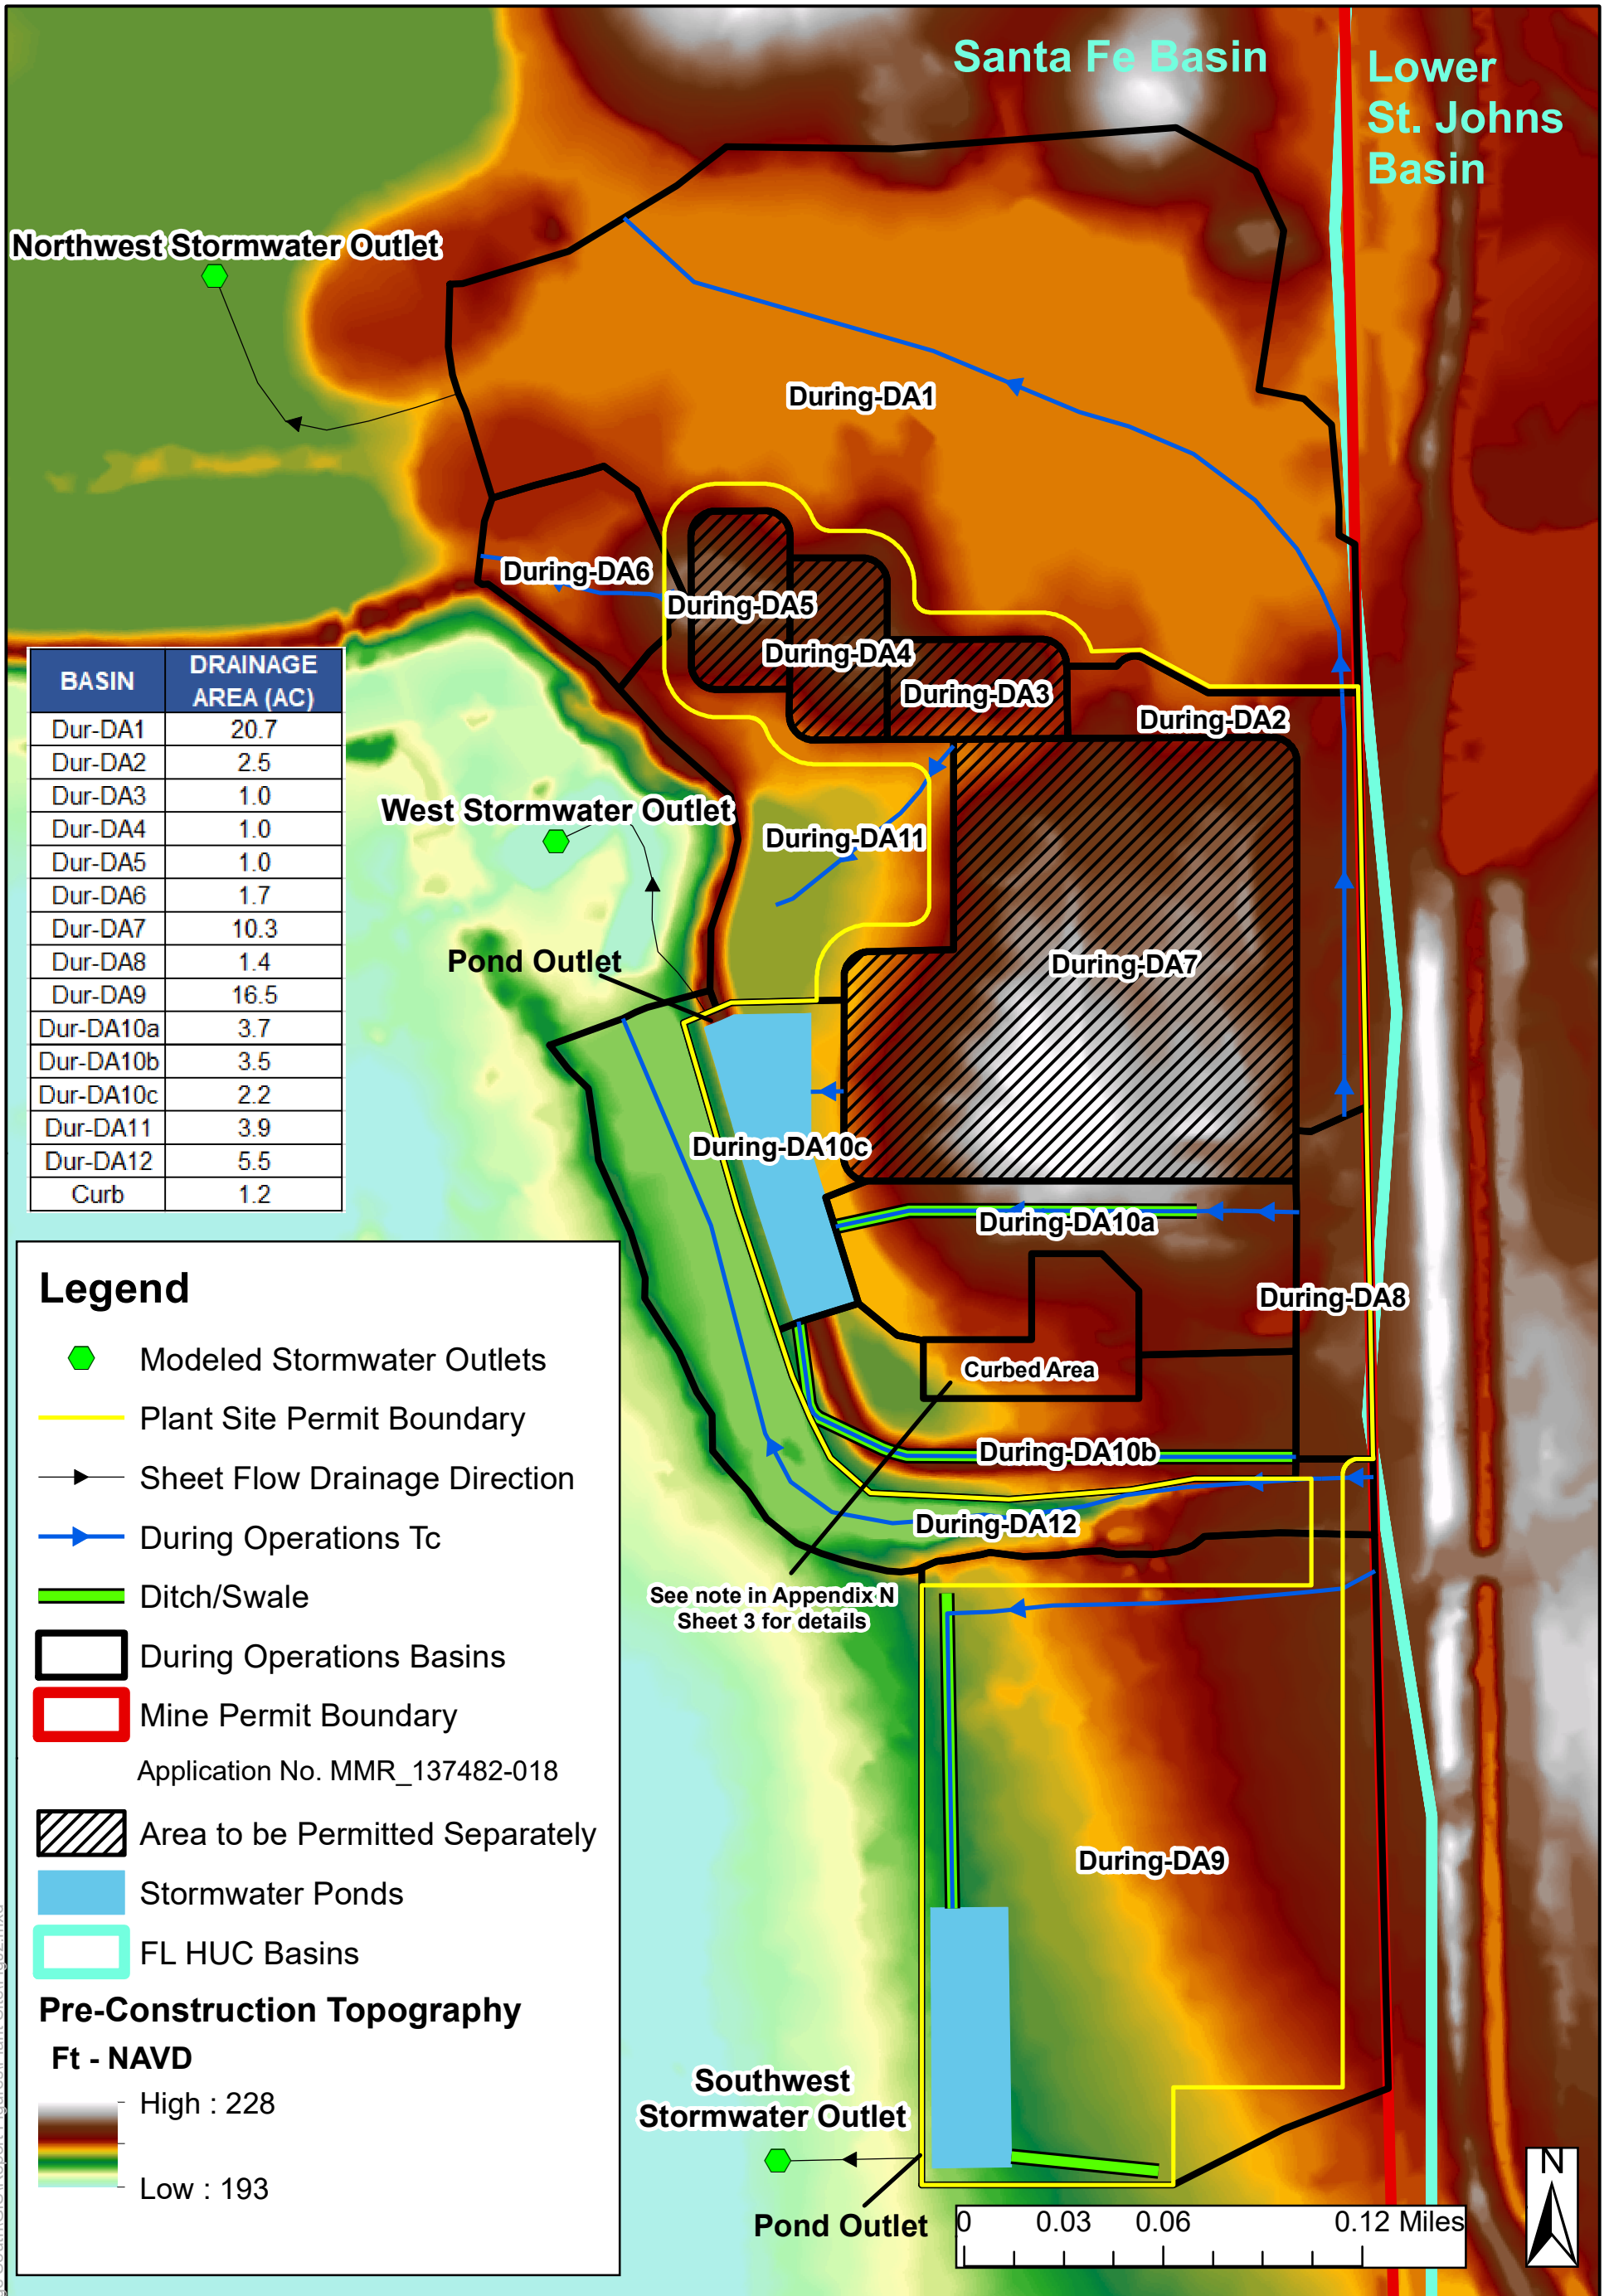 Santa Fe Basin
Lower
St. Johns
Basin
Northwest Stormwater Outlet
During-DA1
During-DA6
During-DA5
During-DA4
During-DA3
During-DA2
BASIN DRAINAGE AREA (AC)
Dur-DA1 20.7
Dur-DA2 2.5
Dur-DA3 1.0
Dur-DA4 1.0
Dur-DA5 1.0
Dur-DA6 1.7
Dur-DA7 10.3
Dur-DA8 1.4
Dur-DA9 16.5
Dur-DA10a 3.7
Dur-DA10b 3.5
Dur-DA10c 2.2
Dur-DA11 3.9
Dur-DA12 5.5
Curb 1.2
West Stormwater Outlet
During-DA11
Pond Outlet
During-DA7
During-DA10c
During-DA10a
During-DA8
Curbed Area
During-DA10b
During-DA12
See note in Appendix N
Sheet 3 for details
During-DA9
Southwest
Stormwater Outlet
Pond Outlet
Legend
Modeled Stormwater Outlets
Plant Site Permit Boundary
Sheet Flow Drainage Direction
During Operations Tc
Ditch/Swale
During Operations Basins
Mine Permit Boundary
Application No. MMR_137482-018
Area to be Permitted Separately
Stormwater Ponds
FL HUC Basins
Pre-Construction Topography
Ft - NAVD
High : 228
Low : 193
0 0.03 0.06 0.12 Miles
N